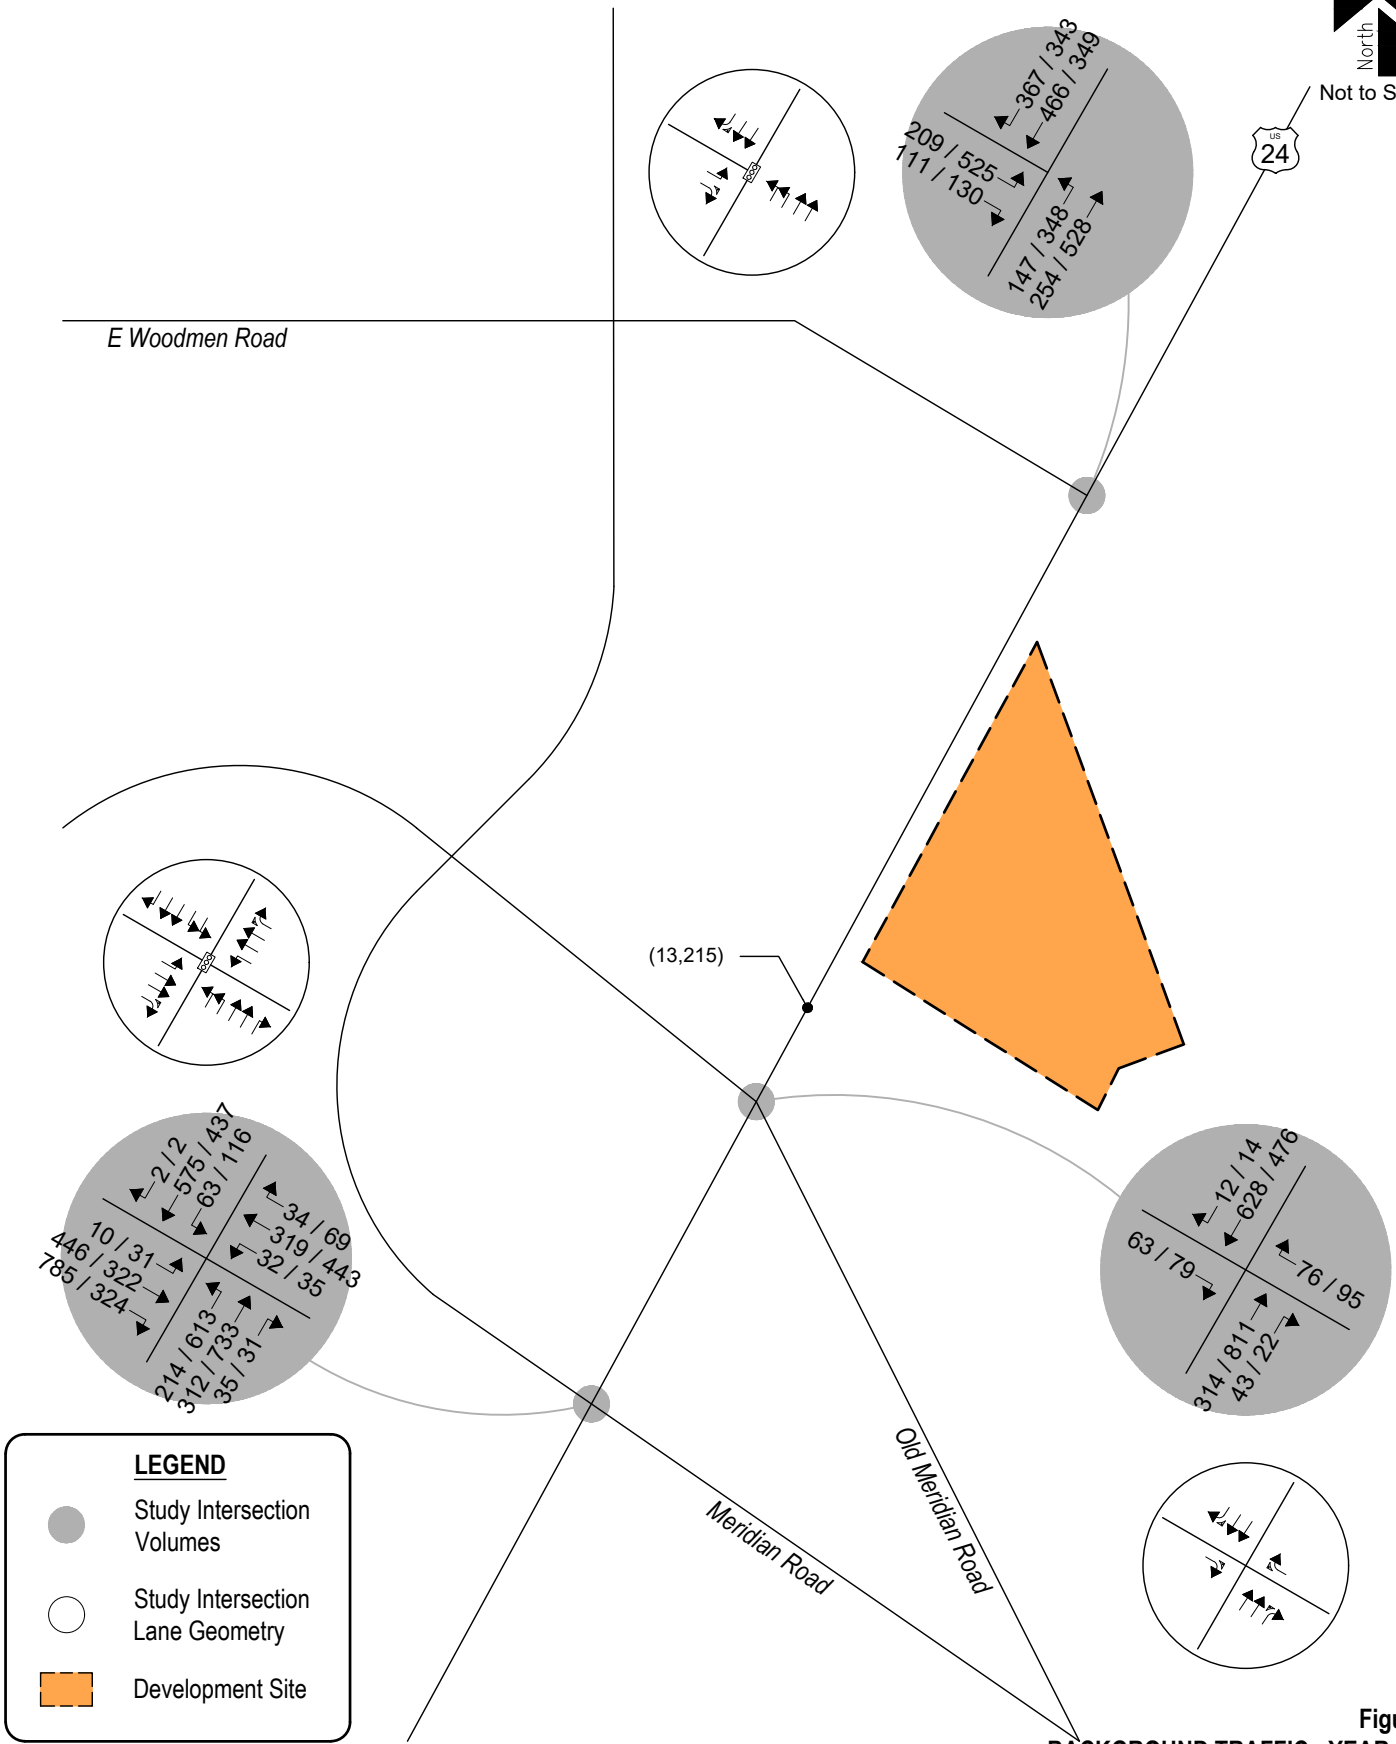 North
Not to S
US
24
367 / 343
466 / 349
209 / 525
111 / 130
147 / 348
254 / 528
E Woodmen Road
(13,215)
2 / 2
575 / 437
63 / 116
34 / 69
319 / 443
32 / 35
10 / 31
446 / 322
785 / 324
214 / 613
312 / 733
35 / 31
12 / 14
628 / 476
63 / 79
76 / 95
314 / 811
43 / 22
Meridian Road
Old Meridian Road
LEGEND
Study Intersection
Volumes
Study Intersection
Lane Geometry
Development Site
Figu
BACKGROUND TRAFFIC - YEAR